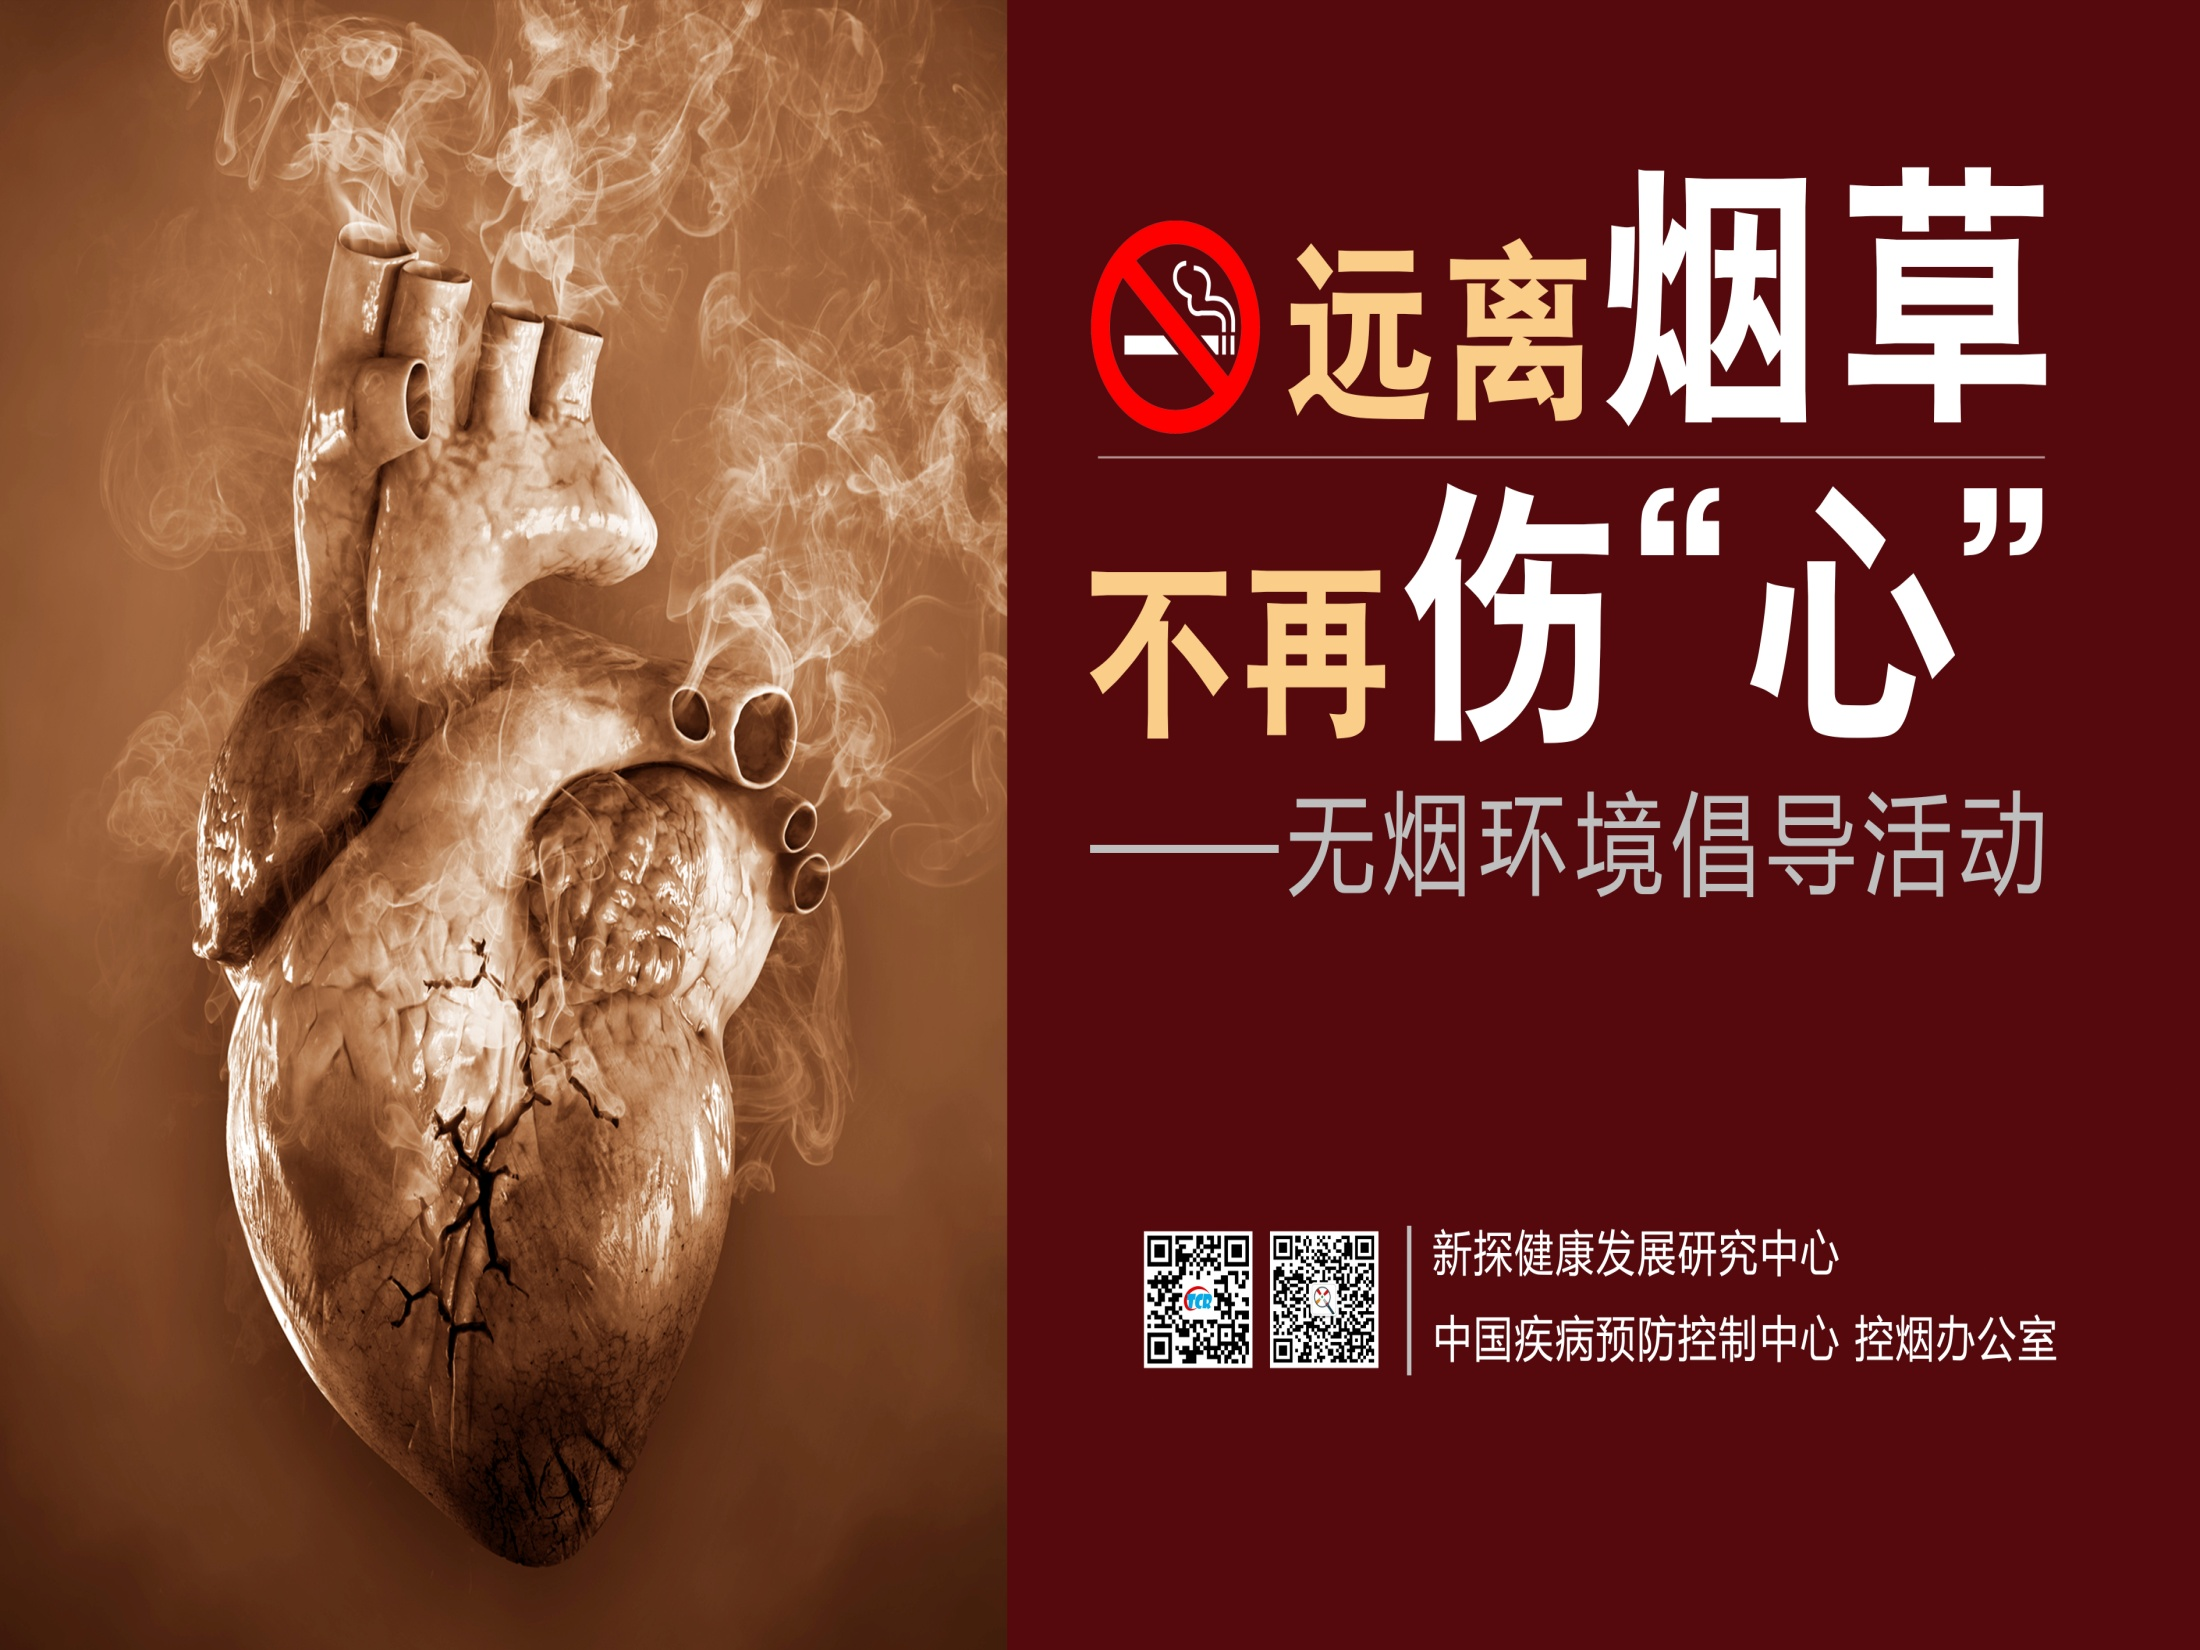 远离烟草
不再伤“心”
——无烟环境倡导活动
TCR
新探健康发展研究中心
中国疾病预防控制中心 控烟办公室